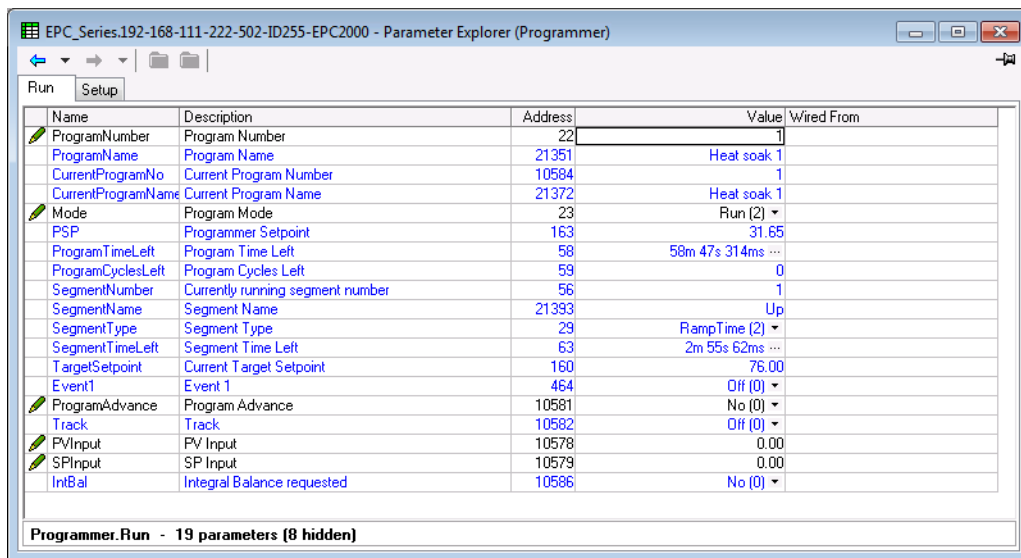 EPC_Series.192-168-111-222-502-ID255-EPC2000 - Parameter Explorer (Programmer)
Run Setup
Name Description Address Value Wired From
ProgramNumber Program Number 22 1
ProgramName Program Name 21351 Heat soak 1
CurrentProgramNo Current Program Number 10584 1
CurrentProgramName Current Program Name 21372 Heat soak 1
Mode Program Mode 23 Run (2)
PSP Programmer Setpoint 163 31.65
ProgramTimeLeft Program Time Left 58 58m 47s 314ms ...
ProgramCyclesLeft Program Cycles Left 59 0
SegmentNumber Currently running segment number 56 1
SegmentName Segment Name 21393 Up
SegmentType Segment Type 29 RampTime (2)
SegmentTimeLeft Segment Time Left 63 2m 55s 62ms ...
TargetSetpoint Current Target Setpoint 160 76.00
Event1 Event 1 464 Off (0)
ProgramAdvance Program Advance 10581 No (0)
Track Track 10582 Off (0)
PVInput PV Input 10578 0.00
SPInput SP Input 10579 0.00
IntBal Integral Balance requested 10586 No (0)
Programmer.Run - 19 parameters (8 hidden)